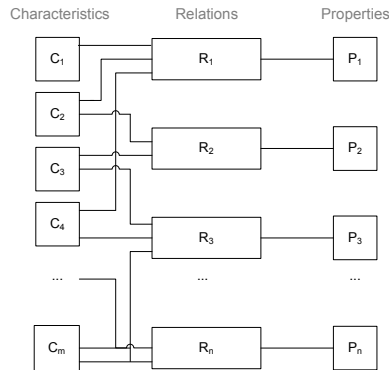 Characteristics Relations Properties
C1 R1 P1
C2
R2 P2
C3
C4
R3 P3
... ... ...
Cm Rn Pn